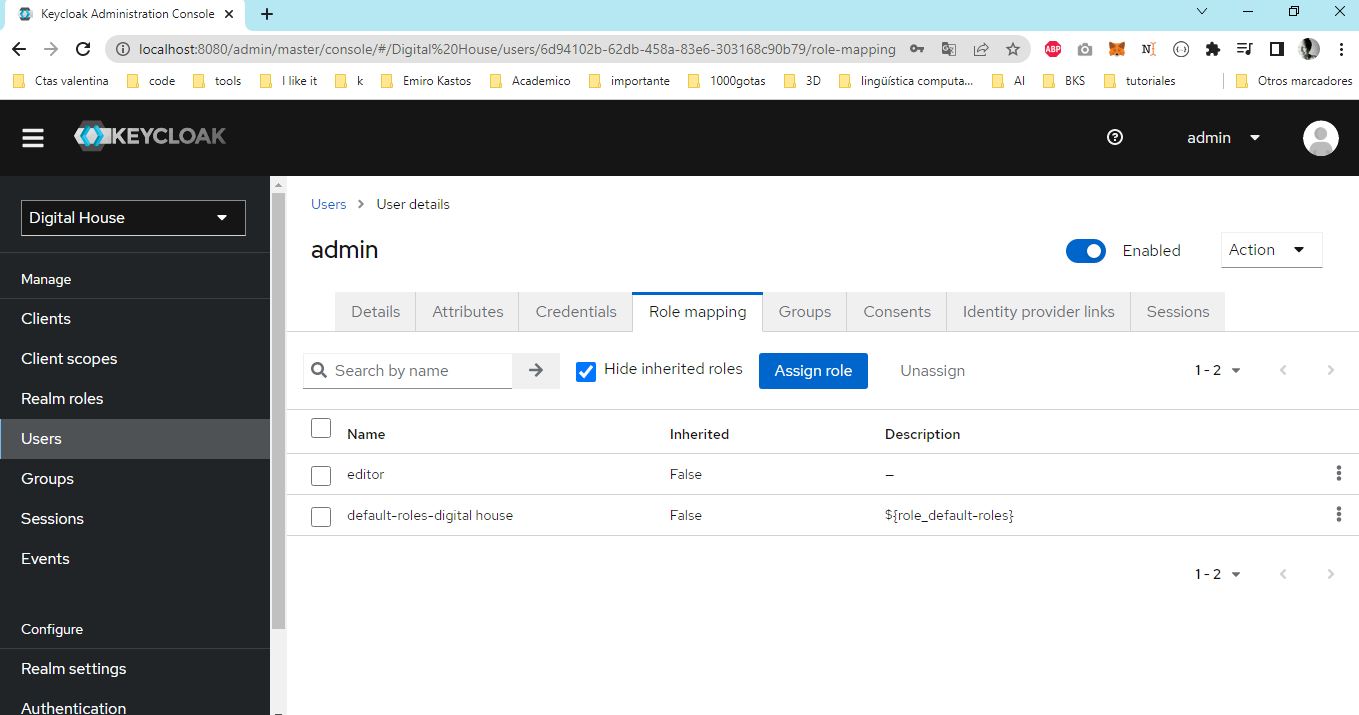 Keycloak Administration Console
localhost:8080/admin/master/console/#/Digital%20House/users/6d94102b-62db-458a-83e6-303168c90b79/role-mapping
ABP
Ctas valentina code tools I like it k Emiro Kastos Academico importante 1000gotas 3D lingüística computa... AI BKS tutoriales Otros marcadores
KEYCLOAK
admin
Digital House
Manage
Clients
Client scopes
Realm roles
Users
Groups
Sessions
Events
Configure
Realm settings
Authentication
Users > User details
admin
Enabled
Action
Details Attributes Credentials Role mapping Groups Consents Identity provider links Sessions
Search by name
Hide inherited roles
Assign role
Unassign
1 - 2
Name Inherited Description
editor False –
default-roles-digital house False ${role_default-roles}
1 - 2